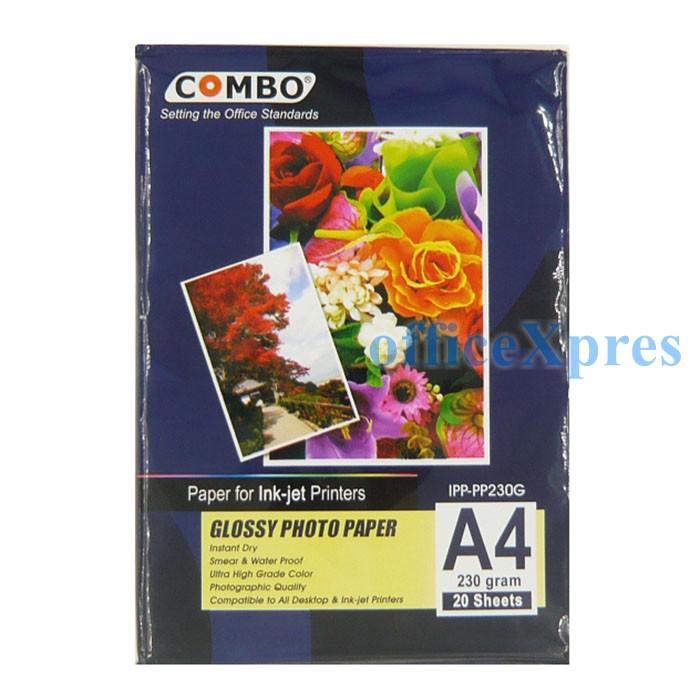 COMBO®
Setting the Office Standards
officeXpres
Paper for Ink-jet Printers
IPP-PP230G
GLOSSY PHOTO PAPER
Instant Dry
Smear & Water Proof
Ultra High Grade Color
Photographic Quality
Compatible to All Desktop & Ink-jet Printers
A4
230 gram
20 Sheets